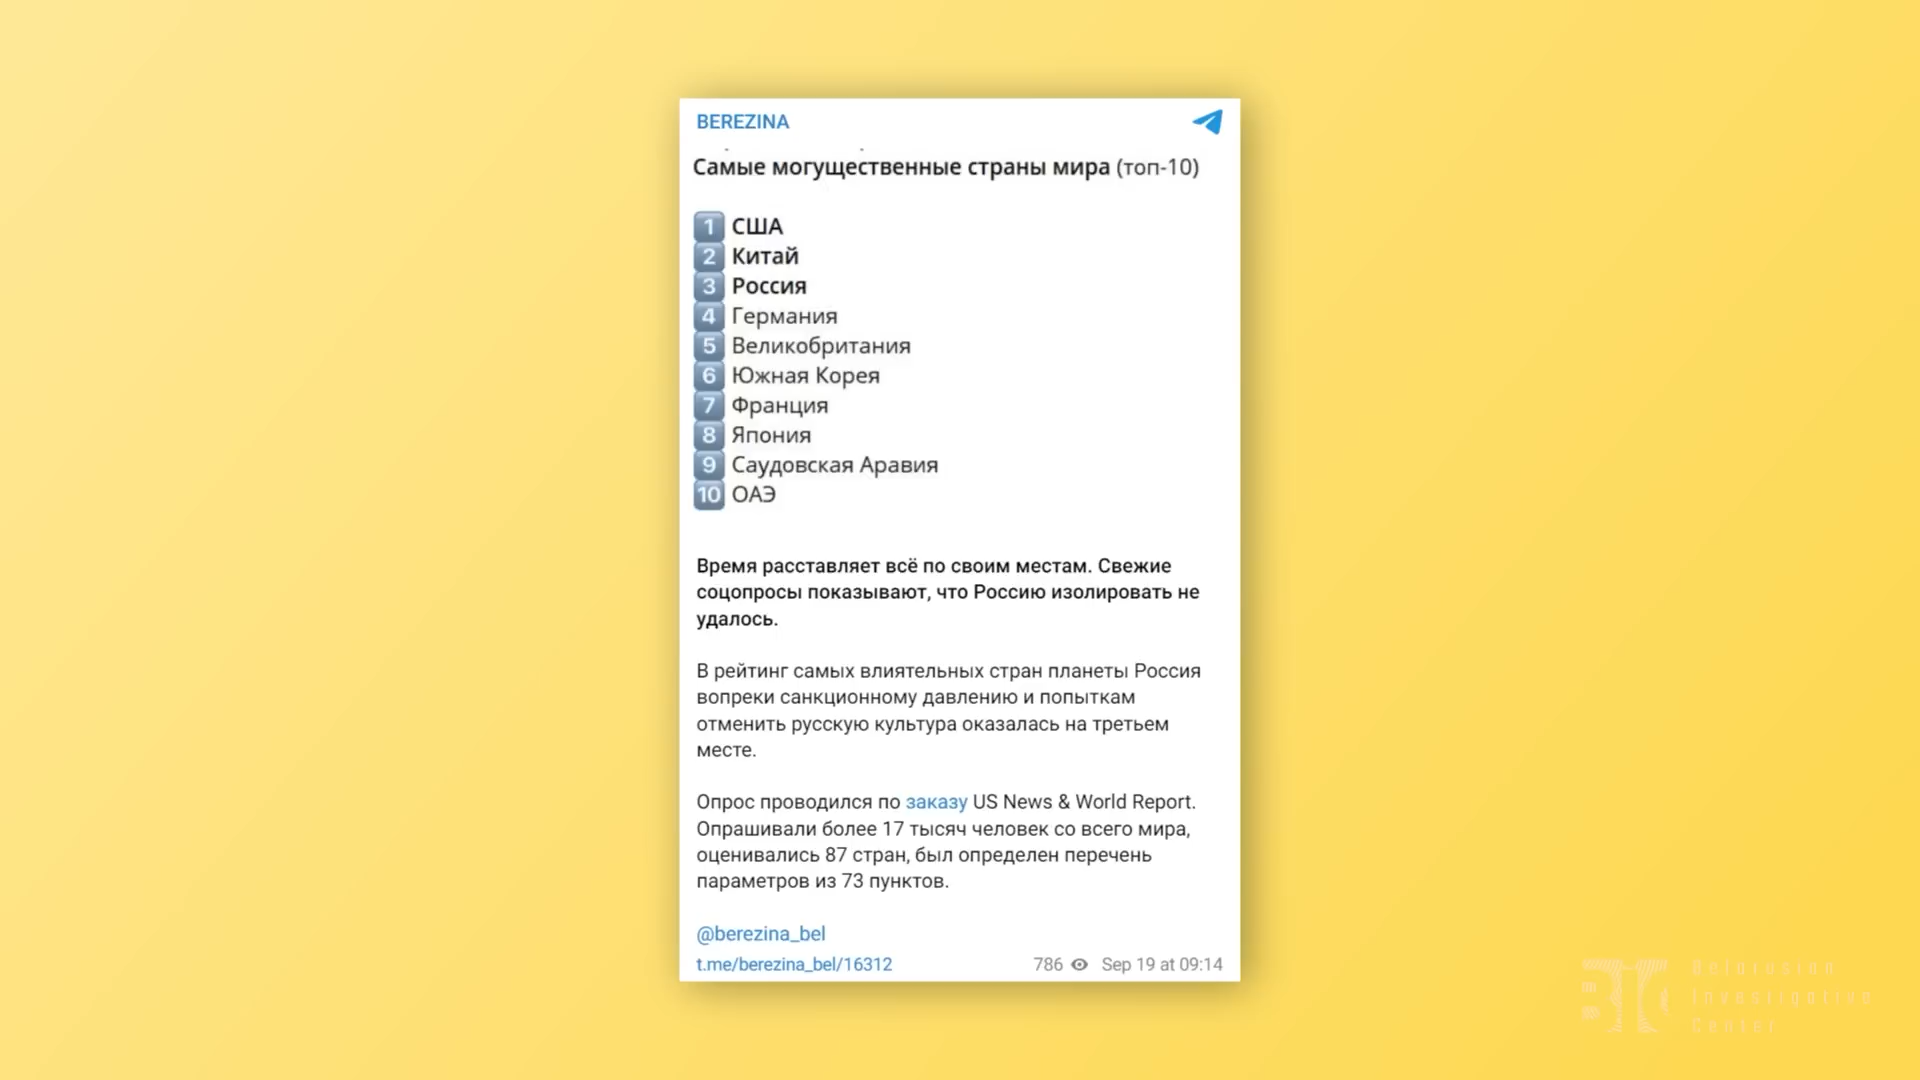 BEREZINA
Самые могущественные страны мира (топ-10)
1 США
2 Китай
3 Россия
4 Германия
5 Великобритания
6 Южная Корея
7 Франция
8 Япония
9 Саудовская Аравия
10 ОАЭ
Время расставляет всё по своим местам. Свежие
соцопросы показывают, что Россию изолировать не
удалось.
В рейтинг самых влиятельных стран планеты Россия
вопреки санкционному давлению и попыткам
отменить русскую культура оказалась на третьем
месте.
Опрос проводился по заказу US News & World Report.
Опрашивали более 17 тысяч человек со всего мира,
оценивались 87 стран, был определен перечень
параметров из 73 пунктов.
@berezina_bel
t.me/berezina_bel/16312 786 Sep 19 at 09:14
Belarusian
Investigative
Center